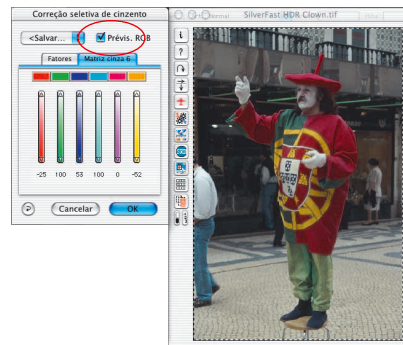 Correção seletiva de cinzento
<Salvar...
Prévis. RGB
Fatores
Matriz cinza 6
-25 100 53 100 0 -52
Cancelar
OK
Normal
SilverFast HDR Clown.tif